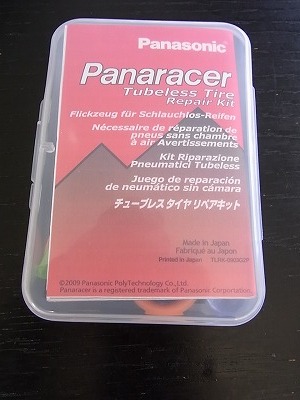 Panasonic
Panaracer
Tubeless Tire
Repair Kit
Flickzeug für Schlauchlos-Reifen
Nécessaire de réparation de
pneus sans chambre
à air Avertissements
Kit Riparazione
Pneumatici Tubeless
Juego de reparación
de neumático sin cámara
チューブレス タイヤ リペアキット
Made in Japan
Fabriqué au Japon
Printed in Japan
©2009 Panasonic PolyTechnology Co.,Ltd.
Panaracer is a registered trademark of Panasonic Corporation.